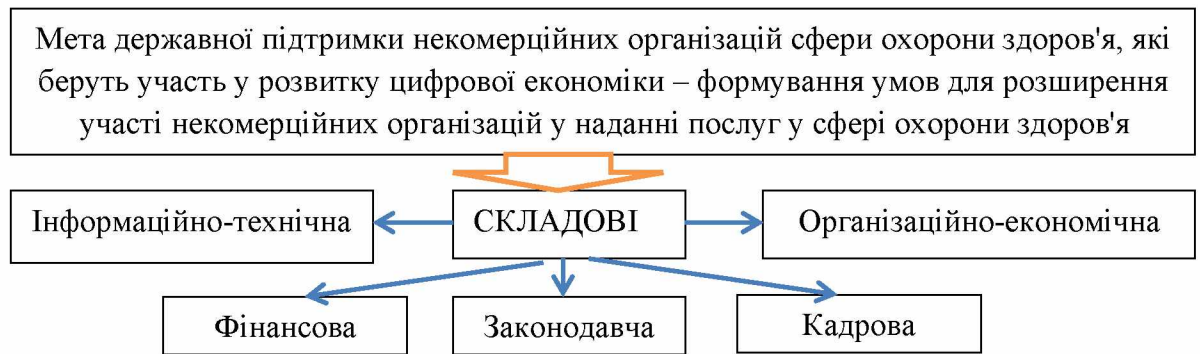 Мета державної підтримки некомерційних організацій сфери охорони здоров'я, які
беруть участь у розвитку цифрової економіки – формування умов для розширення
участі некомерційних організацій у наданні послуг у сфері охорони здоров'я
Інформаційно-технічна
СКЛАДОВІ
Організаційно-економічна
Фінансова
Законодавча
Кадрова